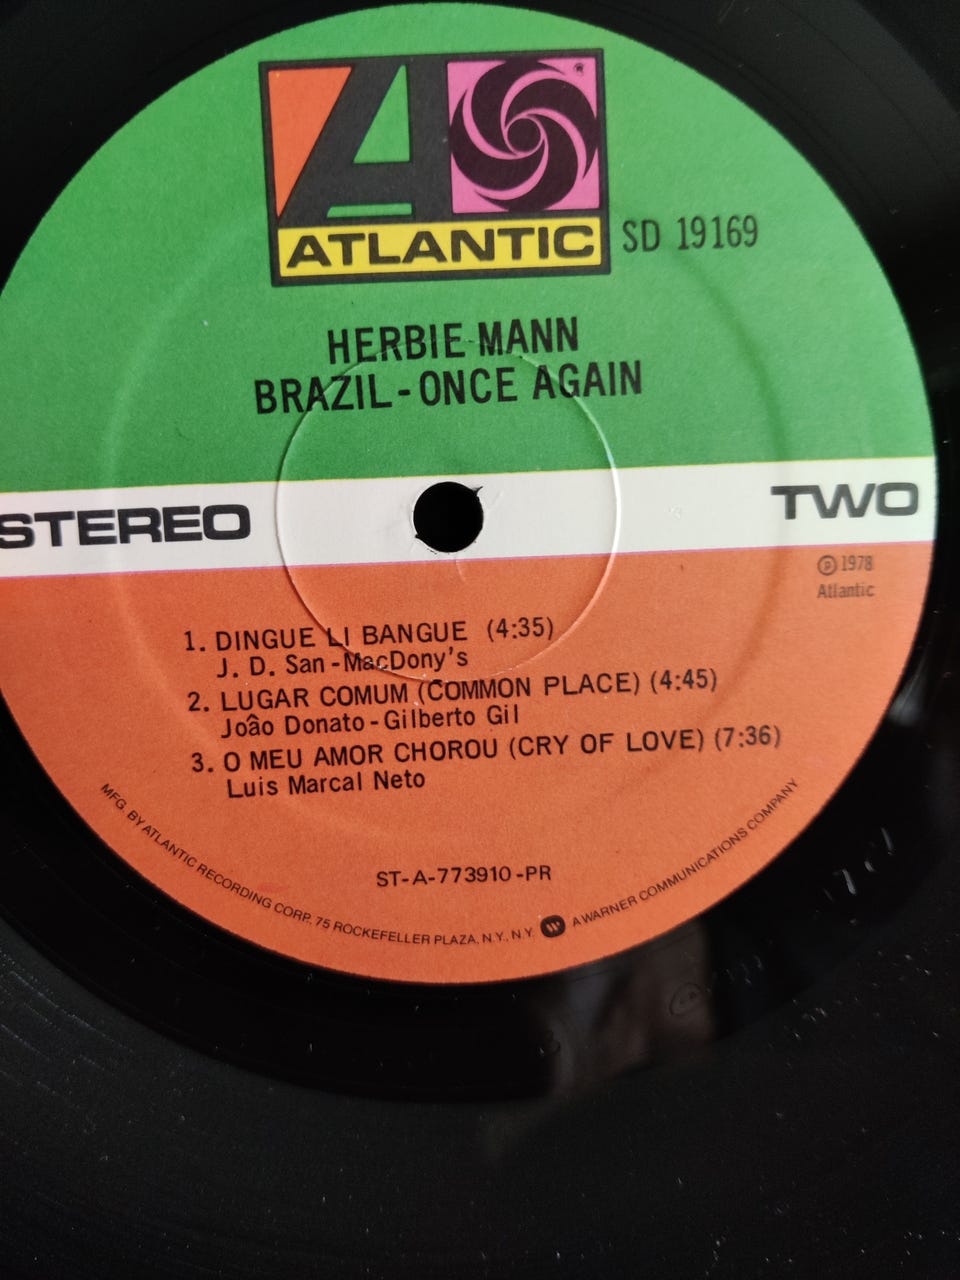 ATLANTIC
SD 19169
HERBIE MANN
BRAZIL-ONCE AGAIN
STEREO
TWO
Ⓟ 1978
Atlantic
1. DINGUE LI BANGUE (4:35)
J. D. San-MacDony's
2. LUGAR COMUM (COMMON PLACE) (4:45)
Joâo Donato-Gilberto Gil
3. O MEU AMOR CHOROU (CRY OF LOVE) (7:36)
Luis Marcal Neto
ST-A-773910-PR
MFG. BY ATLANTIC RECORDING CORP. 75 ROCKEFELLER PLAZA, N.Y., N.Y. A WARNER COMMUNICATIONS COMPANY